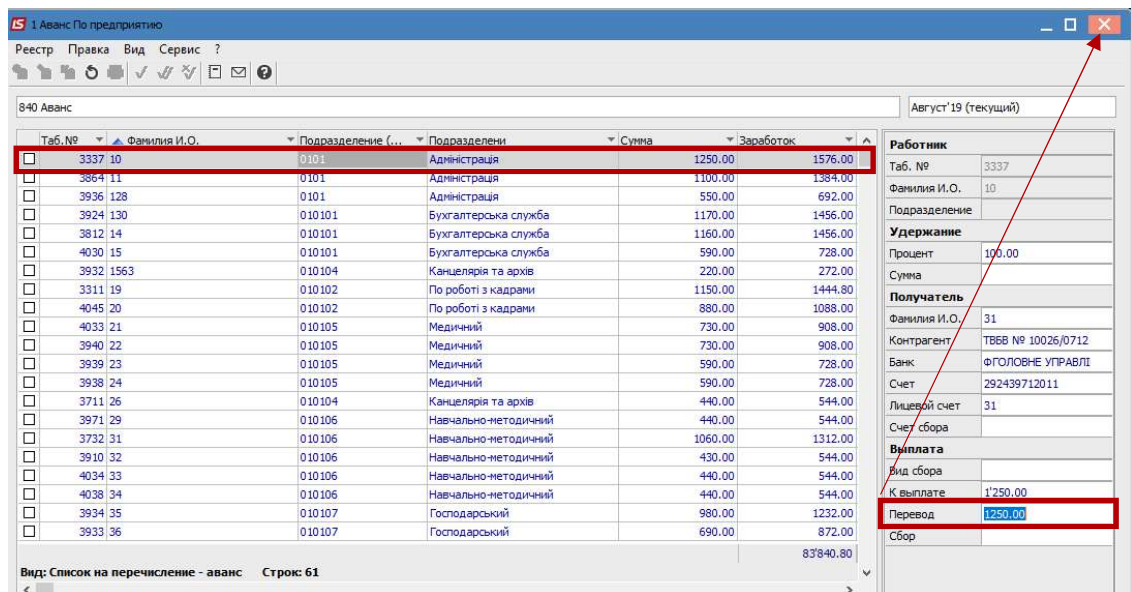 IS 1 Аванс По предприятию
Реестр Правка Вид Сервис ?
840 Аванс Август'19 (текущий)
Таб.№ Фамилия И.О. Подразделение (... Подразделени Сумма Заработок
3337 10 0101 Адміністрація 1250.00 1576.00
3864 11 0101 Адміністрація 1100.00 1384.00
3936 128 0101 Адміністрація 550.00 692.00
3924 130 010101 Бухгалтерська служба 1170.00 1456.00
3812 14 010101 Бухгалтерська служба 1160.00 1456.00
4030 15 010101 Бухгалтерська служба 590.00 728.00
3932 1563 010104 Канцелярія та архів 220.00 272.00
3311 19 010102 По роботі з кадрами 1150.00 1444.80
4045 20 010102 По роботі з кадрами 880.00 1088.00
4033 21 010105 Медичний 730.00 908.00
3940 22 010105 Медичний 730.00 908.00
3939 23 010105 Медичний 590.00 728.00
3938 24 010105 Медичний 590.00 728.00
3711 26 010104 Канцелярія та архів 440.00 544.00
3971 29 010106 Навчально-методичний 440.00 544.00
3732 31 010106 Навчально-методичний 1060.00 1312.00
3910 32 010106 Навчально-методичний 430.00 544.00
4034 33 010106 Навчально-методичний 440.00 544.00
4038 34 010106 Навчально-методичний 440.00 544.00
3934 35 010107 Господарський 980.00 1232.00
3933 36 010107 Господарський 690.00 872.00
83'840.80
Вид: Список на перечисление - аванс Строк: 61
Работник
Таб. № 3337
Фамилия И.О. 10
Подразделение
Удержание
Процент 100.00
Сумма
Получатель
Фамилия И.О. 31
Контрагент ТВБВ № 10026/0712
Банк ФГОЛОВНЕ УПРАВЛІ
Счет 292439712011
Лицевой счет 31
Счет сбора
Выплата
Вид сбора
К выплате 1'250.00
Перевод 1250.00
Сбор